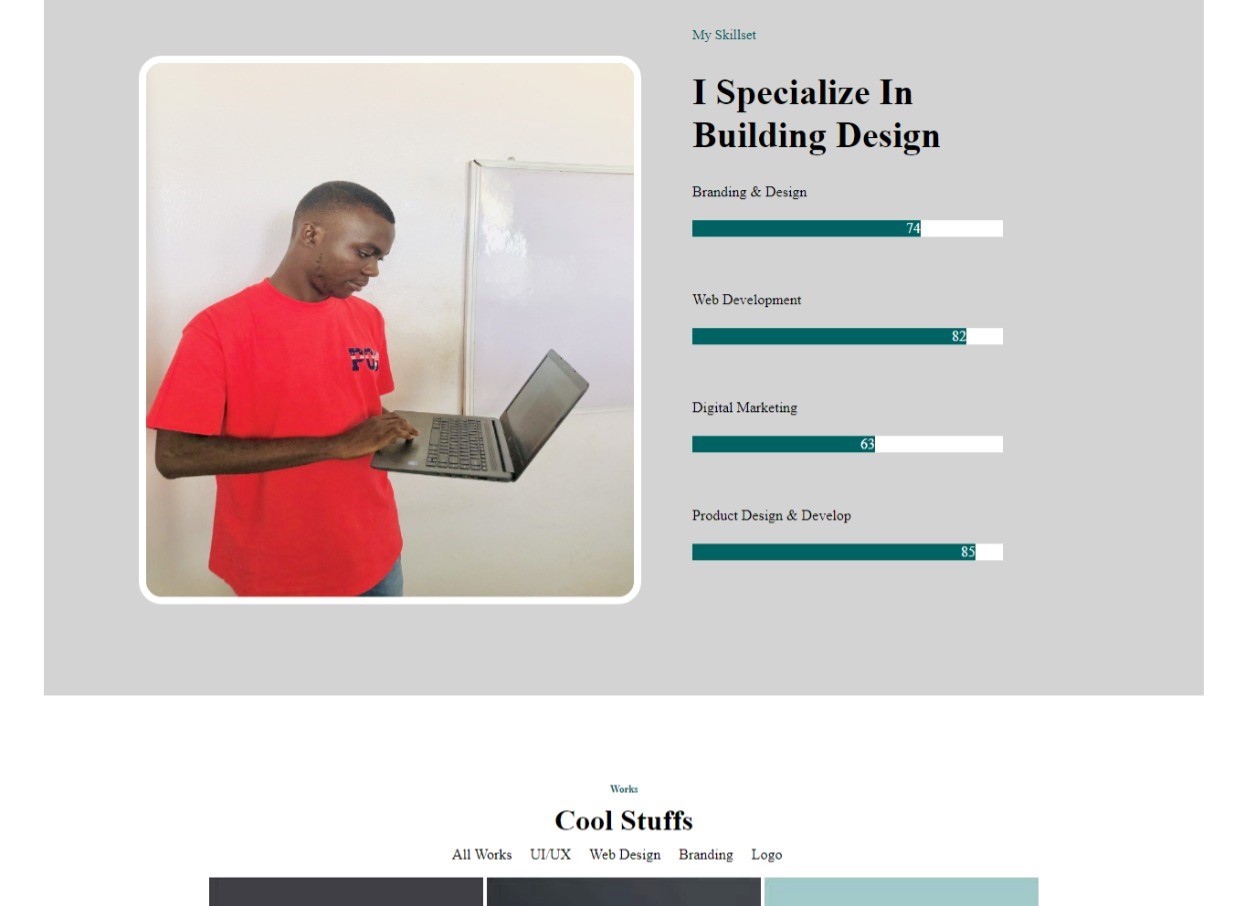 My Skillset
I Specialize In
Building Design
Branding & Design
74
Web Development
82
Digital Marketing
63
Product Design & Develop
85
Works
Cool Stuffs
All Works UI/UX Web Design Branding Logo